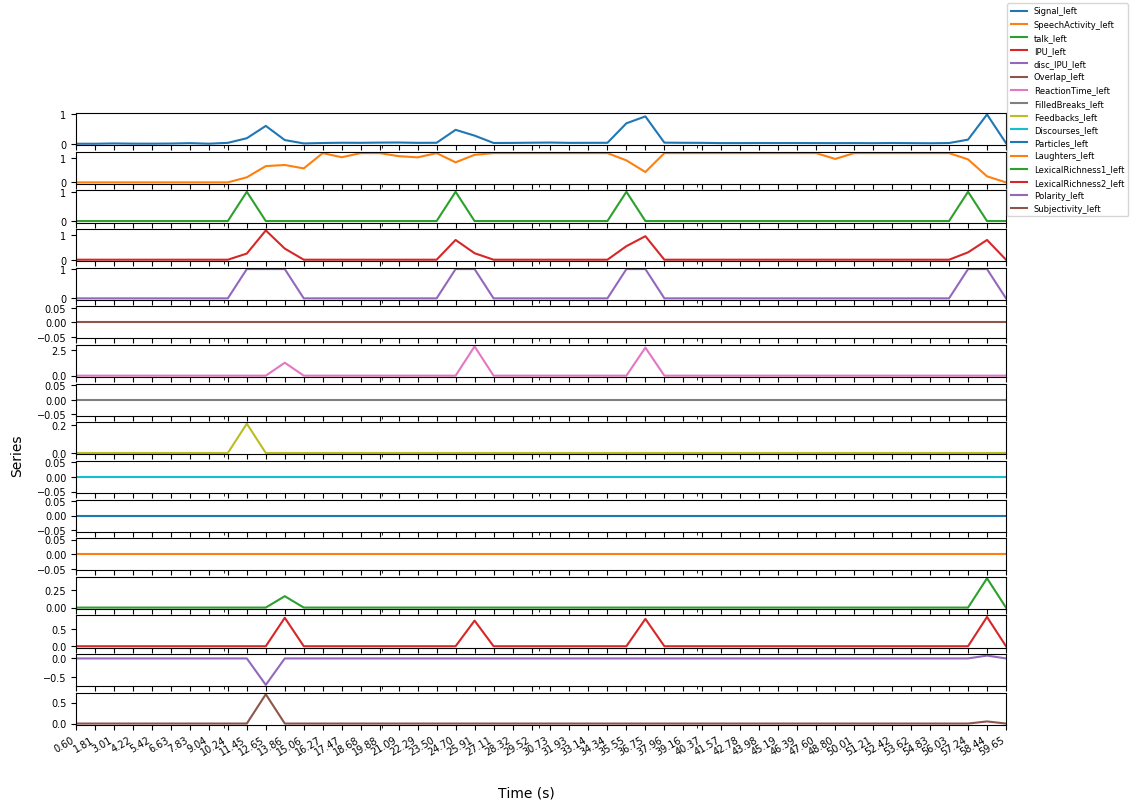 Signal_left
SpeechActivity_left
talk_left
IPU_left
disc_IPU_left
Overlap_left
ReactionTime_left
FilledBreaks_left
Feedbacks_left
Discourses_left
Particles_left
Laughters_left
LexicalRichness1_left
LexicalRichness2_left
Polarity_left
Subjectivity_left
1
0
1
0
1
0
1
0
1
0
0.05
0.00
−0.05
2.5
0.0
0.05
0.00
−0.05
0.2
0.0
0.05
0.00
−0.05
0.05
0.00
−0.05
0.05
0.00
−0.05
0.25
0.00
0.5
0.0
0.0
−0.5
0.5
0.0
Series
0.60 1.81 3.01 4.22 5.42 6.63 7.83 9.04 10.24 11.45 12.65 13.86 15.06 16.27 17.47 18.68 19.88 21.09 22.29 23.50 24.70 25.91 27.11 28.32 29.52 30.73 31.93 33.14 34.34 35.55 36.75 37.96 39.16 40.37 41.57 42.78 43.98 45.19 46.39 47.60 48.80 50.01 51.21 52.42 53.62 54.83 56.03 57.24 58.44 59.65
Time (s)